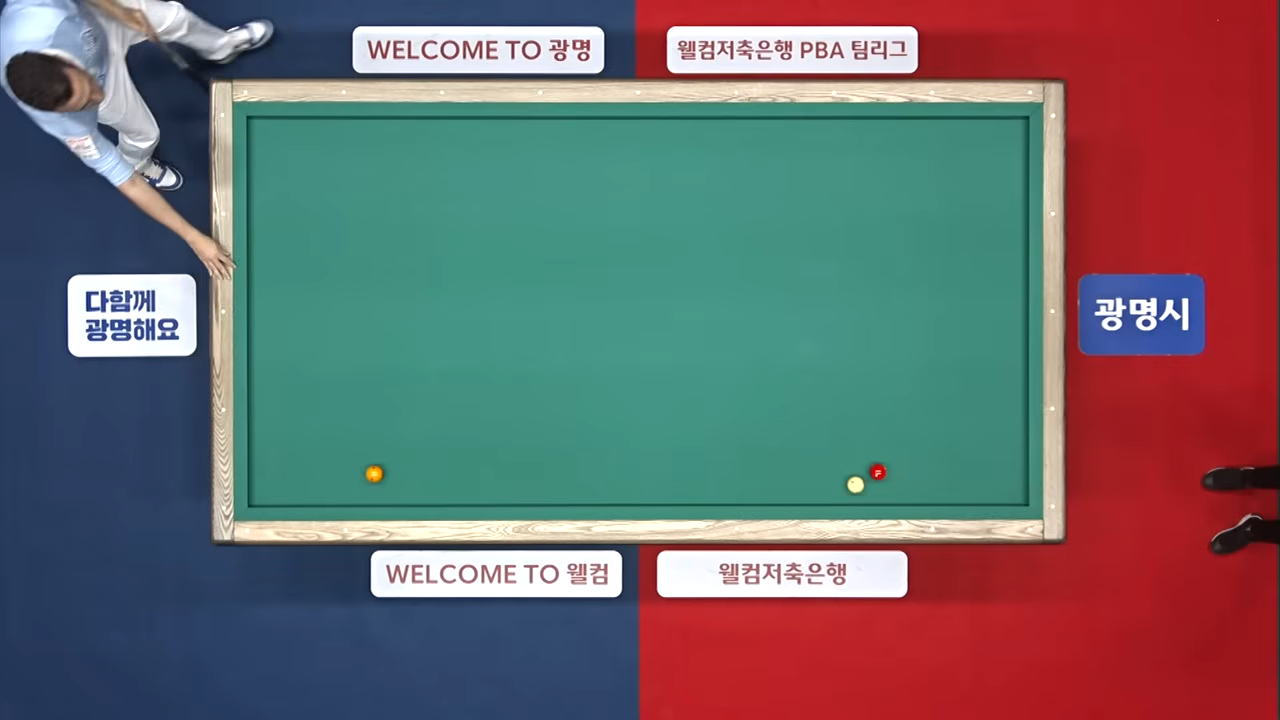 WELCOME TO 광명
웰컴저축은행 PBA 팀리그
다함께
광명해요
광명시
WELCOME TO 웰컴
웰컴저축은행